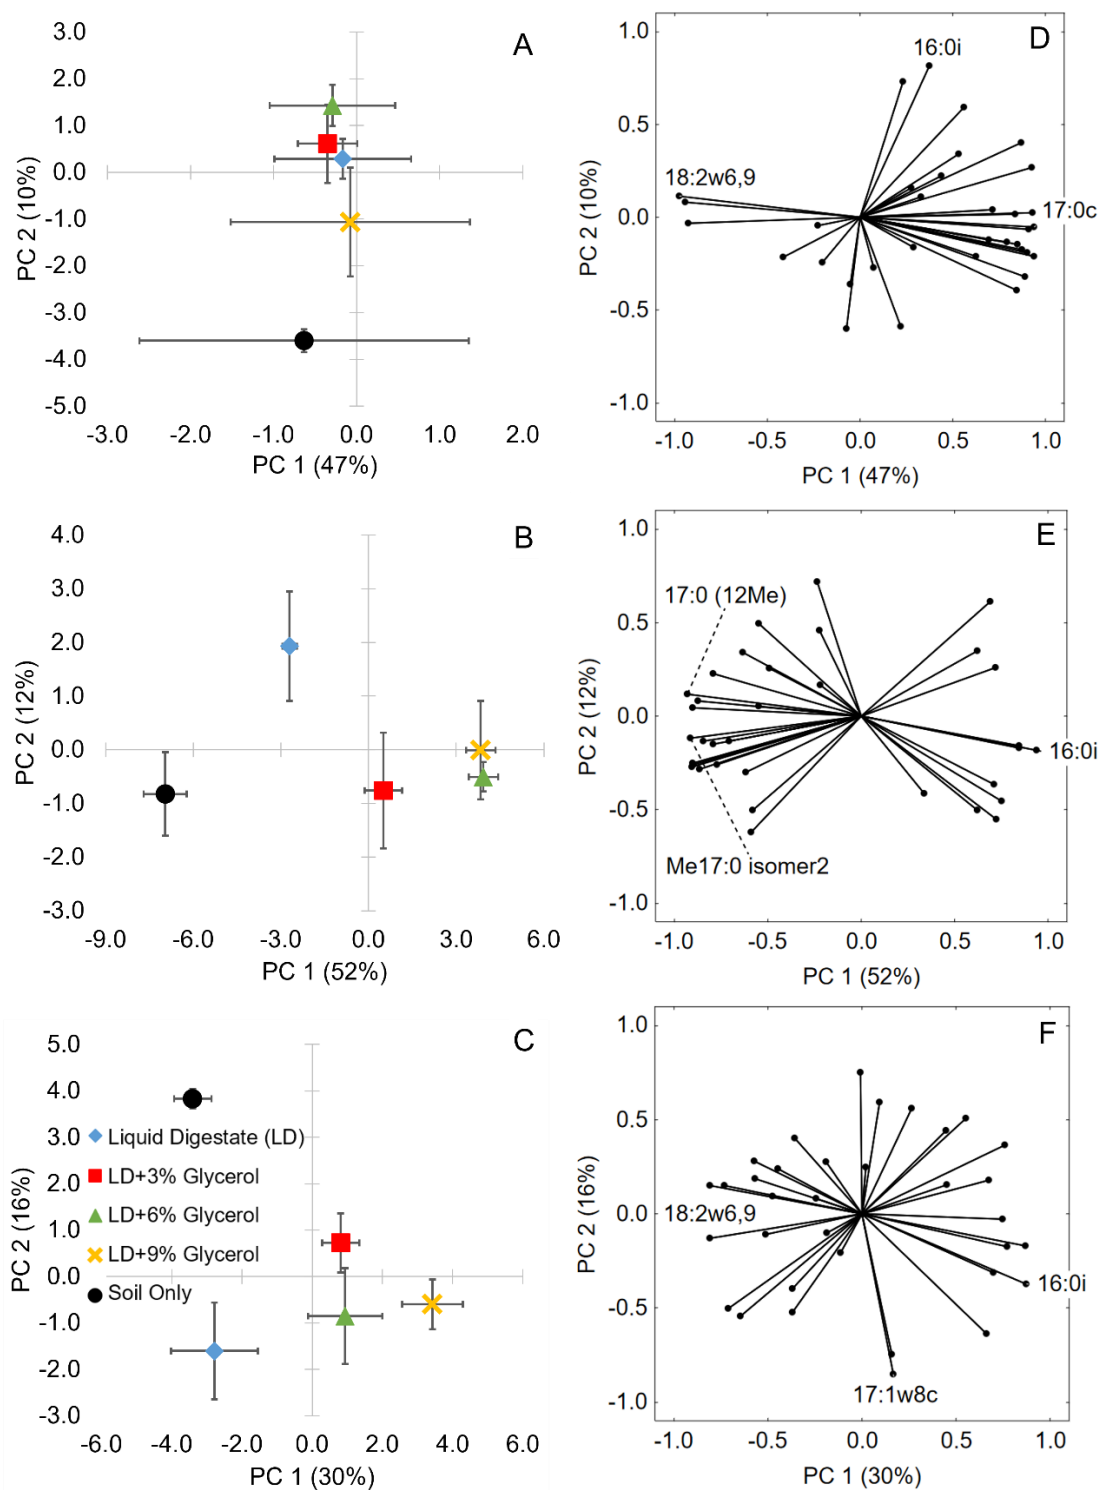 A
3.0
2.0
1.0
0.0
-1.0
-2.0
-3.0
-4.0
-5.0
-3.0 -2.0 -1.0 0.0 1.0 2.0
PC 1 (47%)
PC 2 (10%)
D
16:0i
18:2w6,9
17:0c
1.0
0.5
0.0
-0.5
-1.0
-1.0 -0.5 0.0 0.5 1.0
PC 1 (47%)
PC 2 (10%)
B
4.0
3.0
2.0
1.0
0.0
-1.0
-2.0
-3.0
-9.0 -6.0 -3.0 0.0 3.0 6.0
PC 1 (52%)
PC 2 (12%)
E
17:0 (12Me)
16:0i
Me17:0 isomer2
1.0
0.5
0.0
-0.5
-1.0
-1.0 -0.5 0.0 0.5 1.0
PC 1 (52%)
PC 2 (12%)
C
5.0
4.0
3.0
2.0
1.0
0.0
-1.0
-2.0
-3.0
Liquid Digestate (LD)
LD+3% Glycerol
LD+6% Glycerol
LD+9% Glycerol
Soil Only
-6.0 -4.0 -2.0 0.0 2.0 4.0 6.0
PC 1 (30%)
PC 2 (16%)
F
18:2w6,9
16:0i
17:1w8c
1.0
0.5
0.0
-0.5
-1.0
-1.0 -0.5 0.0 0.5 1.0
PC 1 (30%)
PC 2 (16%)